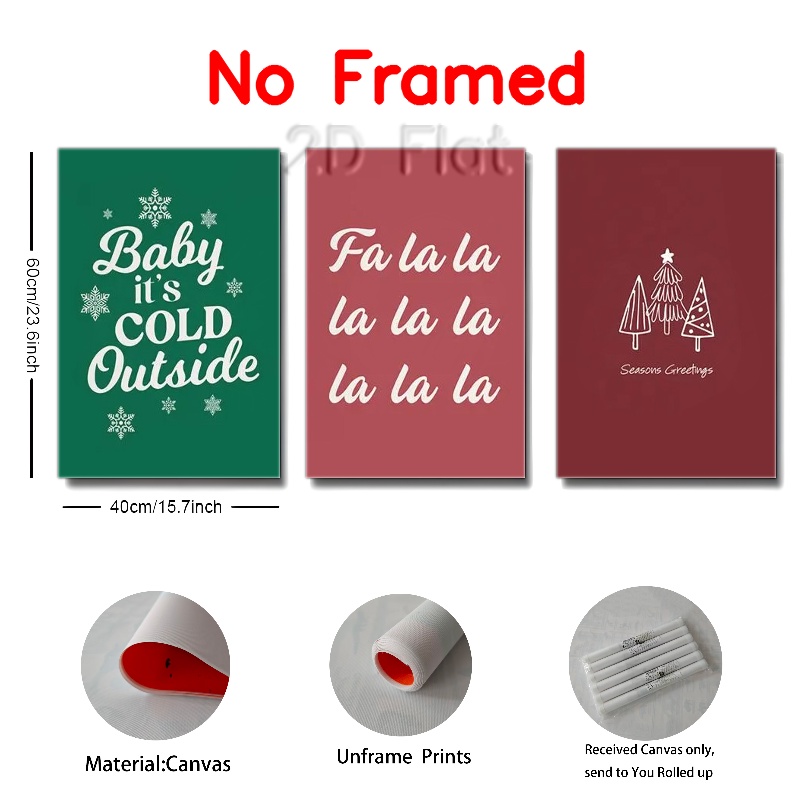 No Framed
2D Flat
Baby
it's
COLD
Outside
Fa la la
la la la
la la la
Seasons Greetings
60cm/23.6inch
40cm/15.7inch
Material:Canvas
Unframe Prints
Received Canvas only,
send to You Rolled up